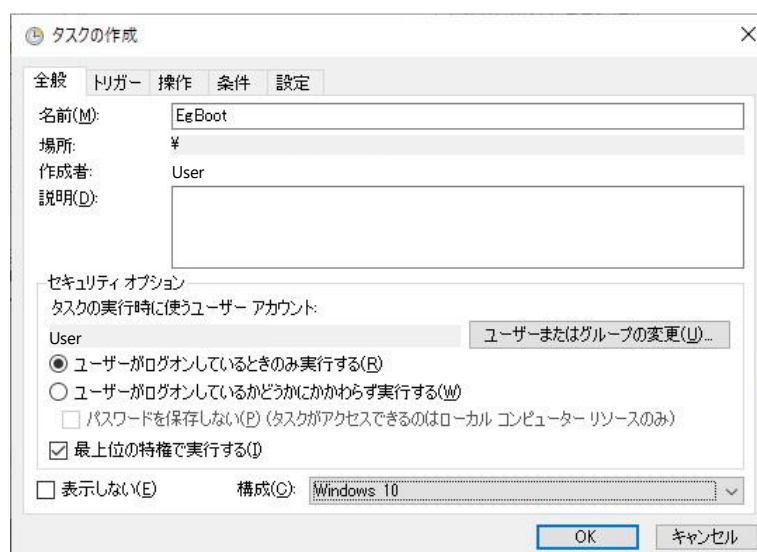 タスクの作成
全般 トリガー 操作 条件 設定
名前(M): EgBoot
場所: ¥
作成者: User
説明(D):
セキュリティ オプション
タスクの実行時に使うユーザー アカウント:
User ユーザーまたはグループの変更(U)...
ユーザーがログオンしているときのみ実行する(R)
ユーザーがログオンしているかどうかにかかわらず実行する(W)
パスワードを保存しない(P) (タスクがアクセスできるのはローカル コンピューター リソースのみ)
最上位の特権で実行する(I)
表示しない(E) 構成(C): Windows 10
OK キャンセル